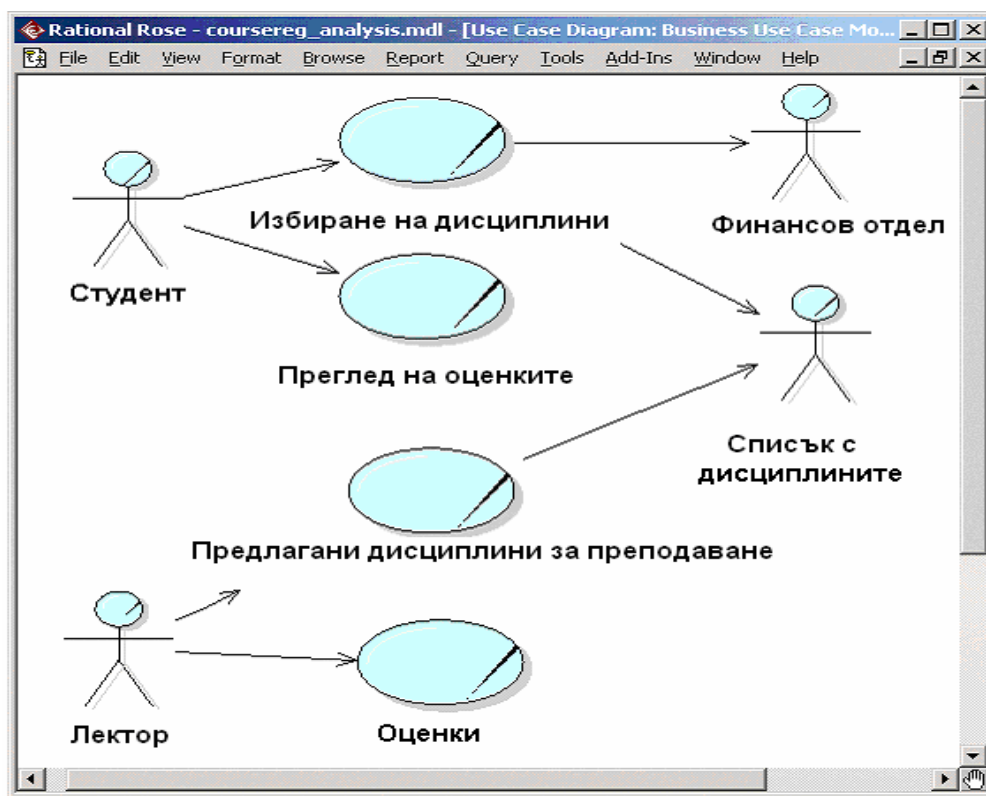 Rational Rose - coursereg_analysis.mdl - [Use Case Diagram: Business Use Case Mo...
File Edit View Format Browse Report Query Tools Add-Ins Window Help
Избиране на дисциплини
Финансов отдел
Студент
Преглед на оценките
Списък с
дисциплините
Предлагани дисциплини за преподаване
Лектор
Оценки